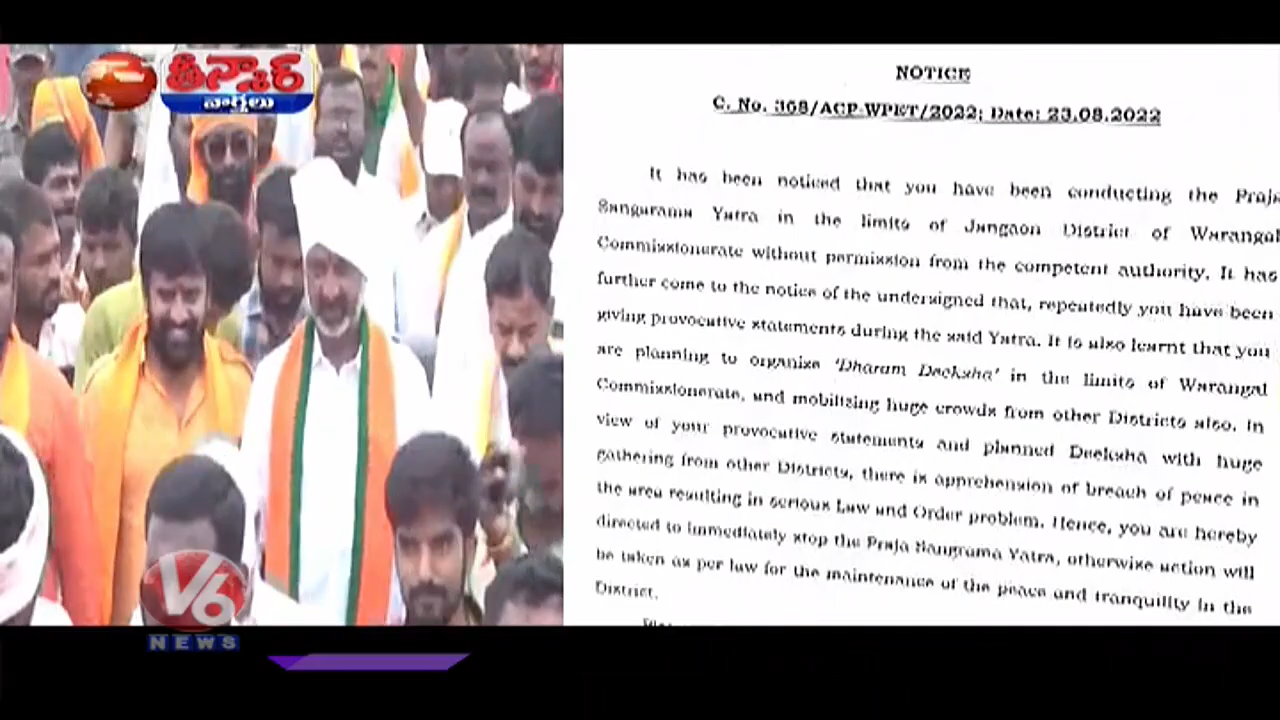 తీన్మార్
వార్తలు
NOTICE
C. No. 368/ACP-WPET/2022; Date: 23.08.2022
It has been noticed that you have been conducting the Praja
Sangarama Yatra in the limits of Jangaon District of Warangal
Commissionerate without permission from the competent authority. It has
further come to the notice of the undersigned that, repeatedly you have been
giving provocutive statements during the said Yatra. It is also learnt that you
are planning to organize 'Dharam Deeksha' in the limits of Warangal
Commissionerate, and mobilizing huge crowds from other Districts also. In
view of your provocutive statements and planned Deeksha with huge
gathering from other Districts, there is apprehension of breach of peace in
the area resulting in serious Law and Order problem. Hence, you are hereby
directed to immediately stop the Praja Sangrama Yatra, otherwise action will
be taken as per law for the maintenance of the peace and tranquility in the
District.
V6
NEWS